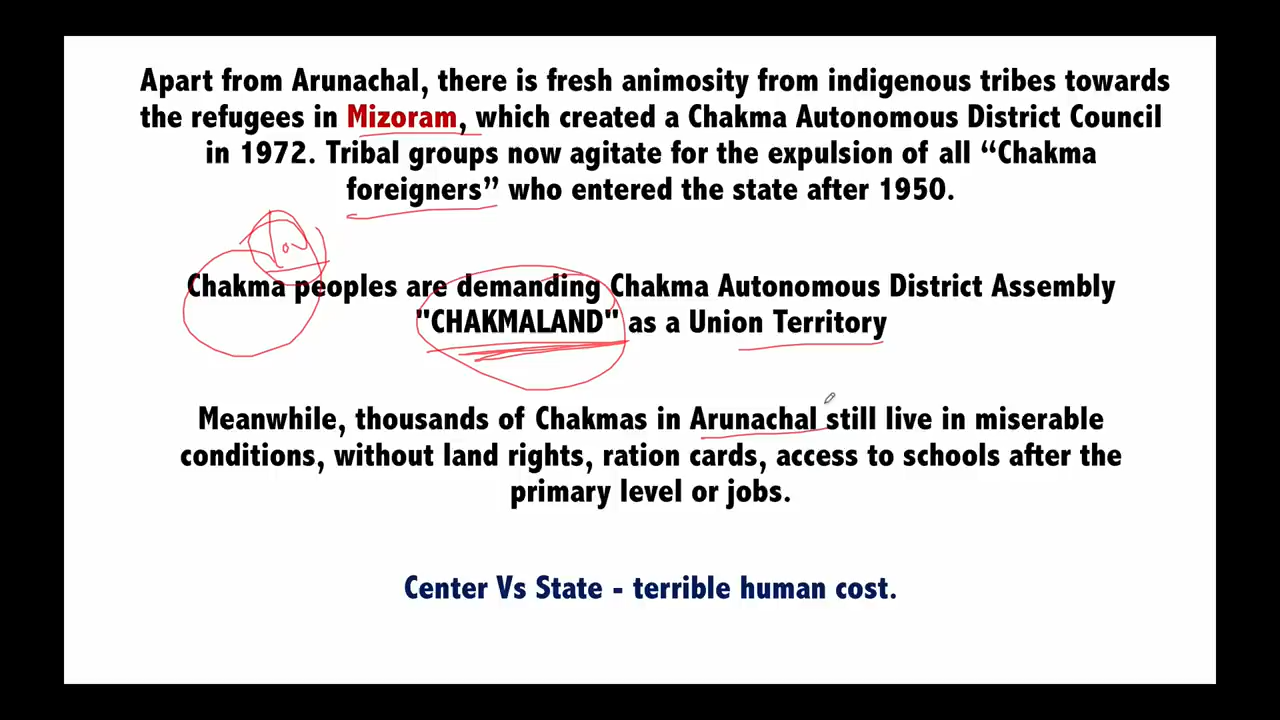 Apart from Arunachal, there is fresh animosity from indigenous tribes towards
the refugees in Mizoram, which created a Chakma Autonomous District Council
in 1972. Tribal groups now agitate for the expulsion of all “Chakma
foreigners” who entered the state after 1950.
Chakma peoples are demanding Chakma Autonomous District Assembly
"CHAKMALAND" as a Union Territory
Meanwhile, thousands of Chakmas in Arunachal still live in miserable
conditions, without land rights, ration cards, access to schools after the
primary level or jobs.
Center Vs State - terrible human cost.